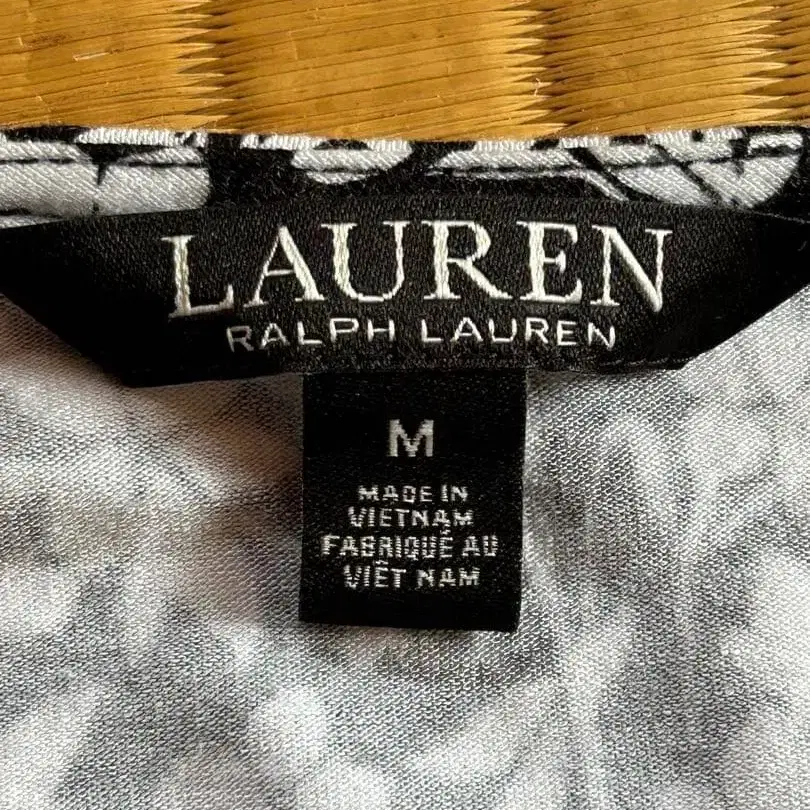 LAUREN
RALPH LAUREN
M
MADE IN
VIETNAM
FABRIQUÉ AU
VIÊT NAM